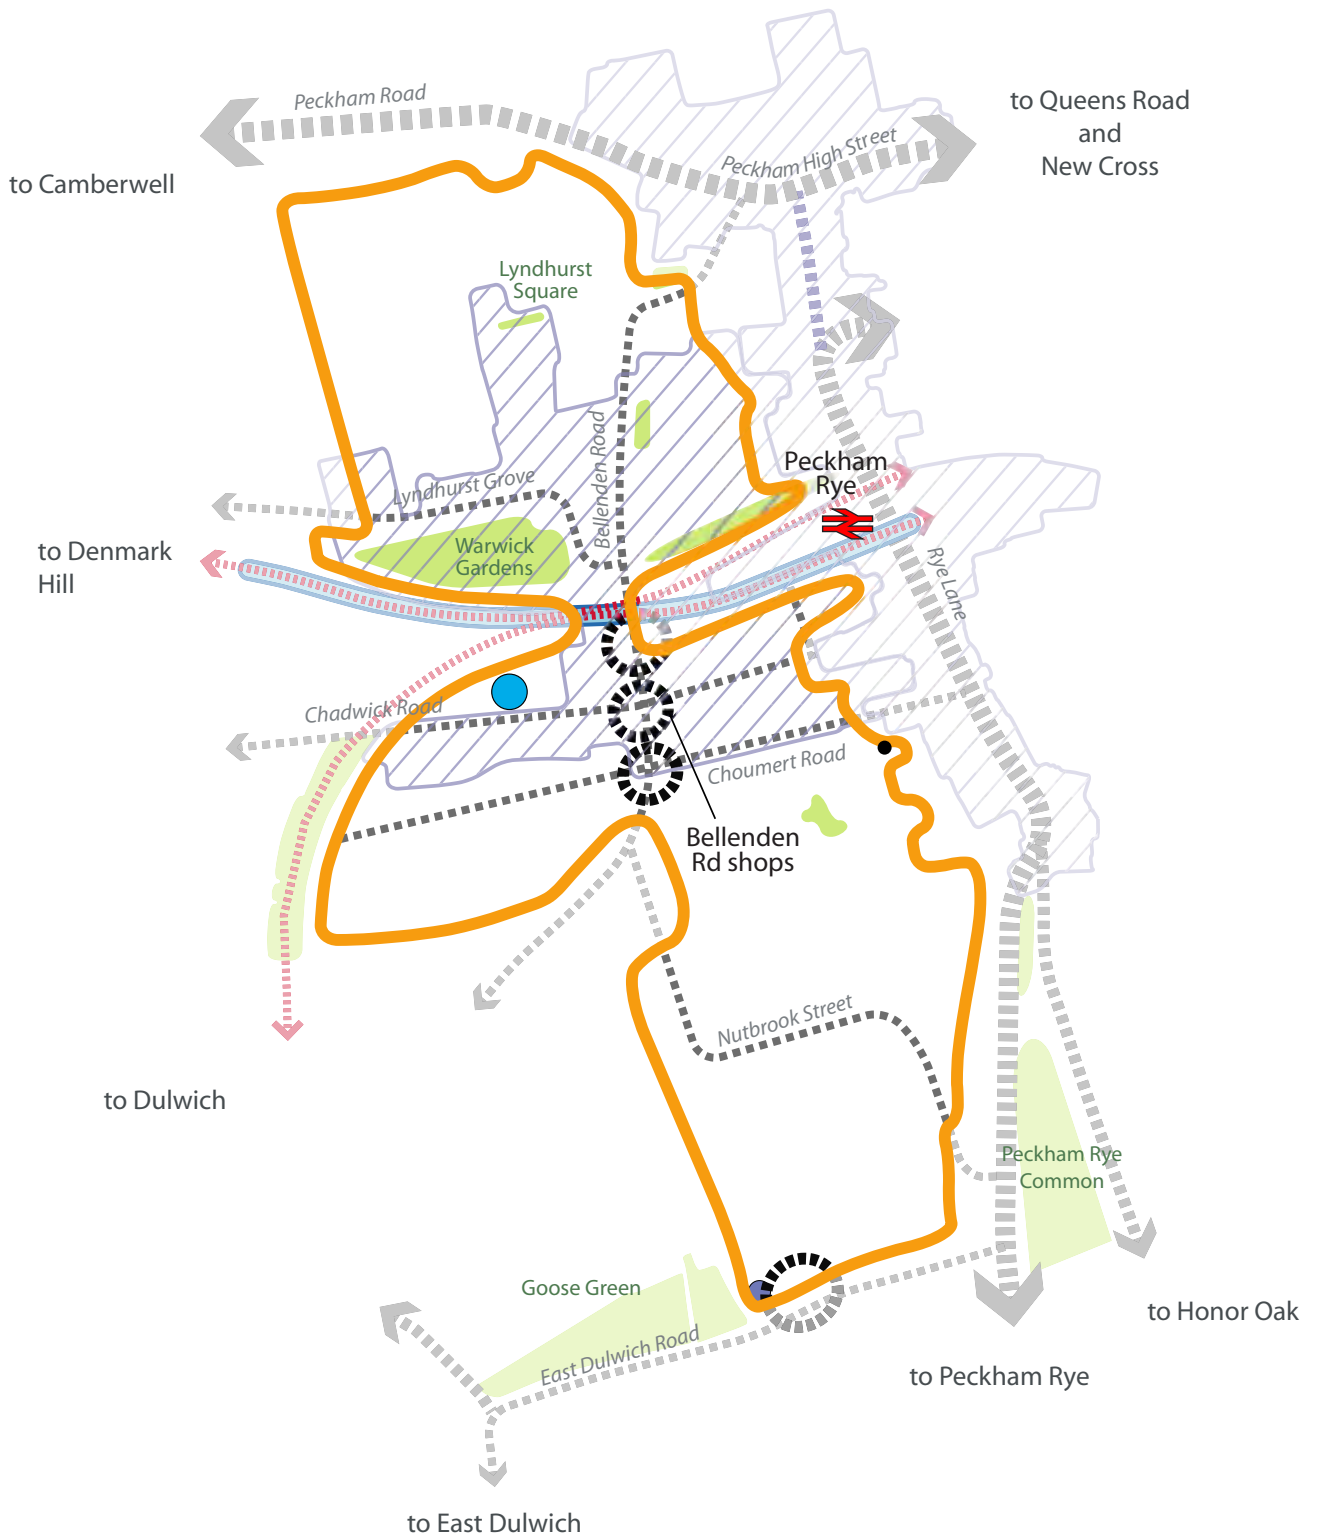 Peckham Road
to Queens Road
and
New Cross
Peckham High Street
to Camberwell
Lyndhurst
Square
Bellenden Road
Peckham
Rye
Lyndhurst Grove
to Denmark
Hill
Warwick
Gardens
Rye Lane
Chadwick Road
Choumert Road
Bellenden
Rd shops
Nutbrook Street
to Dulwich
Peckham Rye
Common
Goose Green
to Honor Oak
East Dulwich Road
to Peckham Rye
to East Dulwich